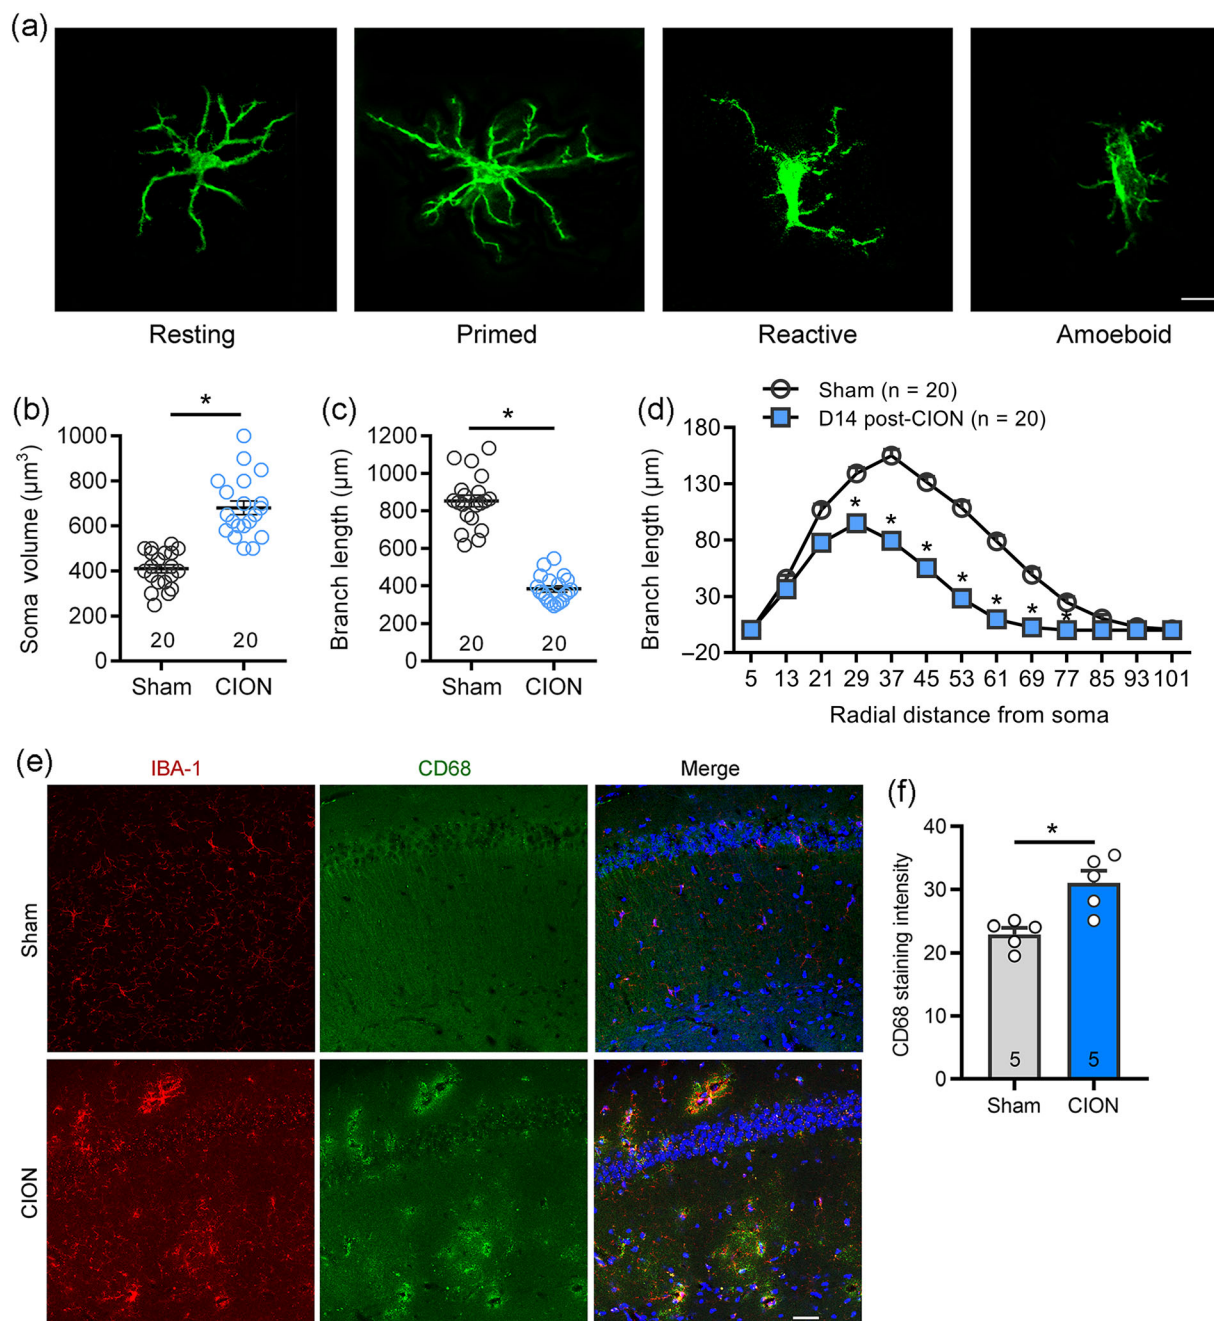 (a)
Resting Primed Reactive Amoeboid
(b)
*
Soma volume (µm³)
1000
800
600
400
200
0
20 20
Sham CION
(c)
*
Branch length (µm)
1200
1000
800
600
400
200
0
20 20
Sham CION
(d)
Sham (n = 20)
D14 post-CION (n = 20)
Branch length (µm)
180
130
80
30
−20
* * * * * * *
5 13 21 29 37 45 53 61 69 77 85 93 101
Radial distance from soma
(e)
IBA-1 CD68 Merge
Sham
CION
(f)
*
CD68 staining intensity
40
30
20
10
0
5 5
Sham CION